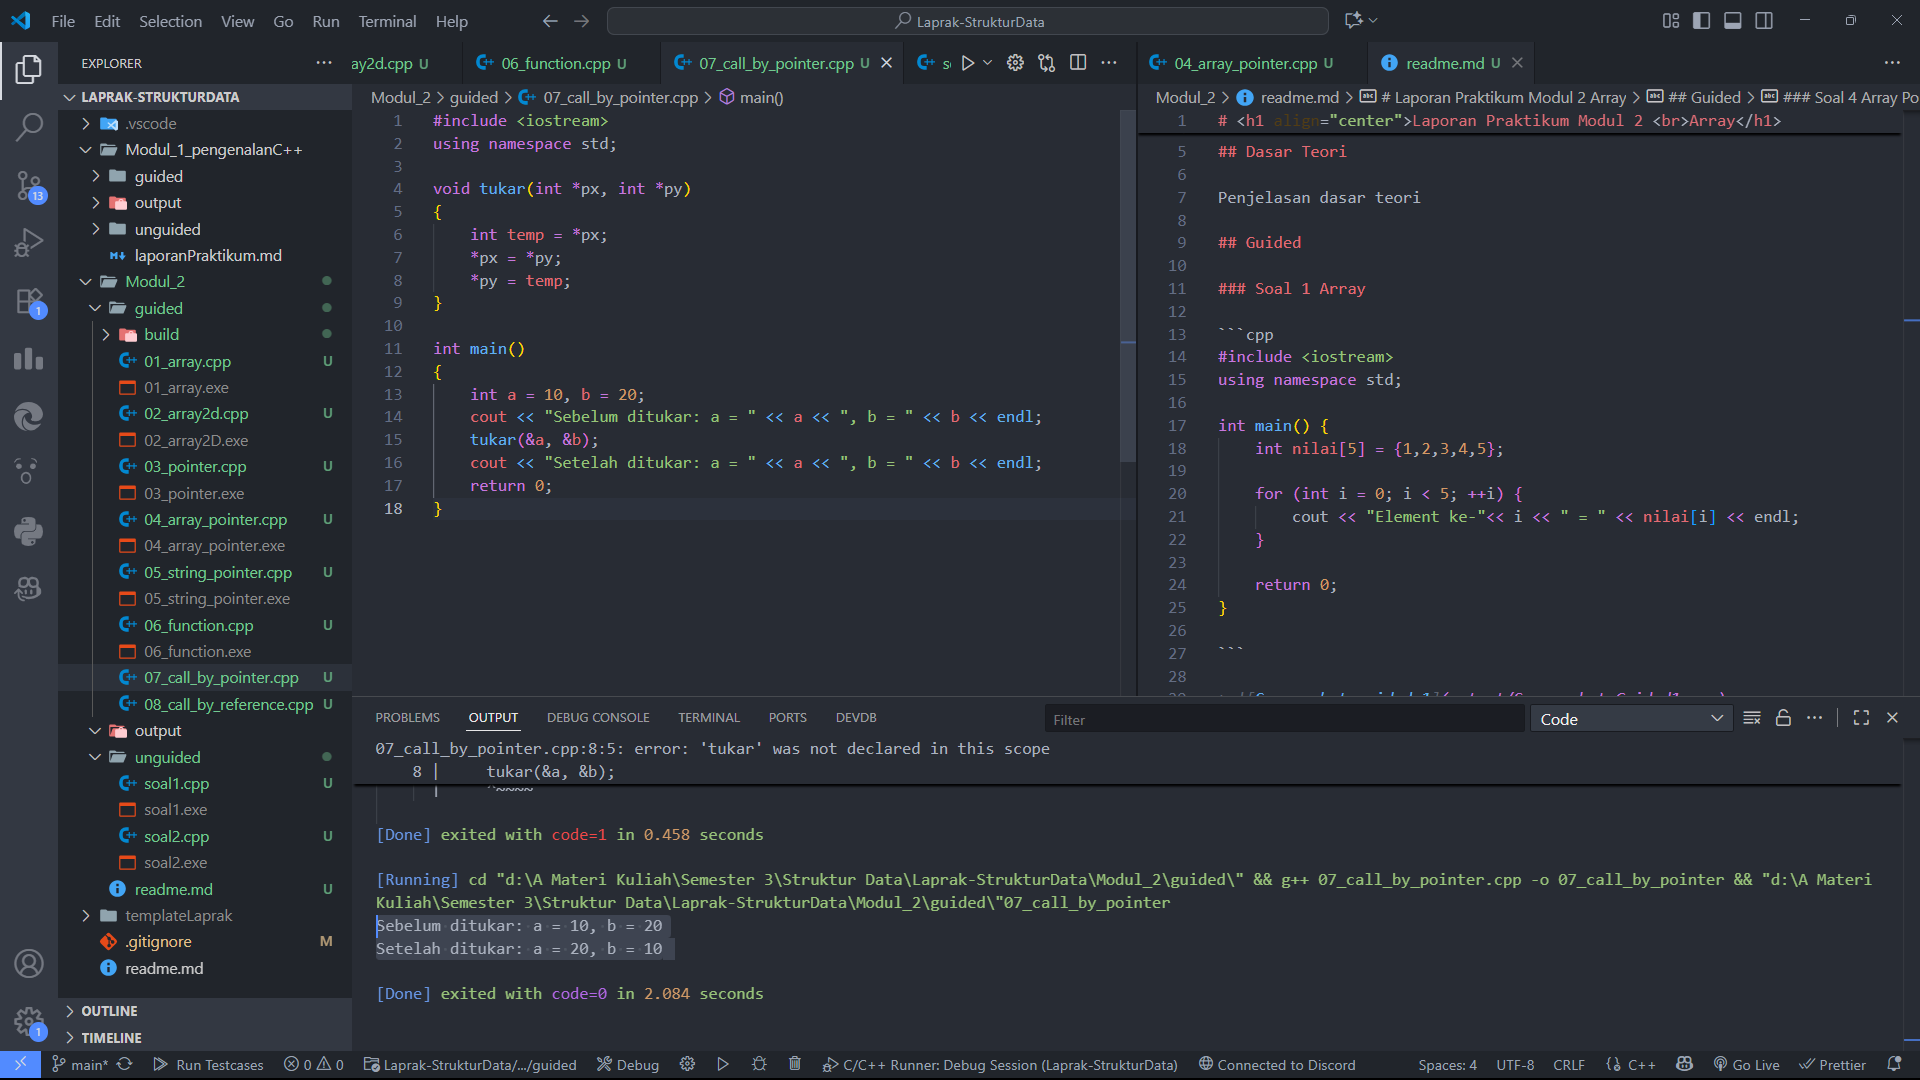 File Edit Selection View Go Run Terminal Help
Laprak-StrukturData
EXPLORER
LAPRAK-STRUKTURDATA
.vscode
Modul_1_pengenalanC++
guided
output
unguided
laporanPraktikum.md
Modul_2
guided
build
01_array.cpp U
01_array.exe
02_array2d.cpp U
02_array2D.exe
03_pointer.cpp U
03_pointer.exe
04_array_pointer.cpp U
04_array_pointer.exe
05_string_pointer.cpp U
05_string_pointer.exe
06_function.cpp U
06_function.exe
07_call_by_pointer.cpp U
08_call_by_reference.cpp U
output
unguided
soal1.cpp U
soal1.exe
soal2.cpp U
soal2.exe
readme.md U
templateLaprak
.gitignore M
readme.md
OUTLINE
TIMELINE
13
1
1
ay2d.cpp U 06_function.cpp U 07_call_by_pointer.cpp U
Modul_2 > guided > 07_call_by_pointer.cpp > main()
1 #include <iostream>
2 using namespace std;
3
4 void tukar(int *px, int *py)
5 {
6 int temp = *px;
7 *px = *py;
8 *py = temp;
9 }
10
11 int main()
12 {
13 int a = 10, b = 20;
14 cout << "Sebelum ditukar: a = " << a << ", b = " << b << endl;
15 tukar(&a, &b);
16 cout << "Setelah ditukar: a = " << a << ", b = " << b << endl;
17 return 0;
18 }
04_array_pointer.cpp U readme.md U
Modul_2 > readme.md > # Laporan Praktikum Modul 2 Array > ## Guided > ### Soal 4 Array Po
1 # <h1 align="center">Laporan Praktikum Modul 2 <br>Array</h1>
5 ## Dasar Teori
6
7 Penjelasan dasar teori
8
9 ## Guided
10
11 ### Soal 1 Array
12
13 ```cpp
14 #include <iostream>
15 using namespace std;
16
17 int main() {
18 int nilai[5] = {1,2,3,4,5};
19
20 for (int i = 0; i < 5; ++i) {
21 cout << "Element ke-"<< i << " = " << nilai[i] << endl;
22 }
23
24 return 0;
25 }
26
27 ```
28
PROBLEMS OUTPUT DEBUG CONSOLE TERMINAL PORTS DEVDB
Filter
Code
07_call_by_pointer.cpp:8:5: error: 'tukar' was not declared in this scope
8 | tukar(&a, &b);
| ^~~~~
[Done] exited with code=1 in 0.458 seconds
[Running] cd "d:\A Materi Kuliah\Semester 3\Struktur Data\Laprak-StrukturData\Modul_2\guided\" && g++ 07_call_by_pointer.cpp -o 07_call_by_pointer && "d:\A Materi
Kuliah\Semester 3\Struktur Data\Laprak-StrukturData\Modul_2\guided\"07_call_by_pointer
Sebelum ditukar: a = 10, b = 20
Setelah ditukar: a = 20, b = 10
[Done] exited with code=0 in 2.084 seconds
main* Run Testcases 0 0 Laprak-StrukturData/.../guided Debug C/C++ Runner: Debug Session (Laprak-StrukturData) Connected to Discord Spaces: 4 UTF-8 CRLF C++ Go Live Prettier